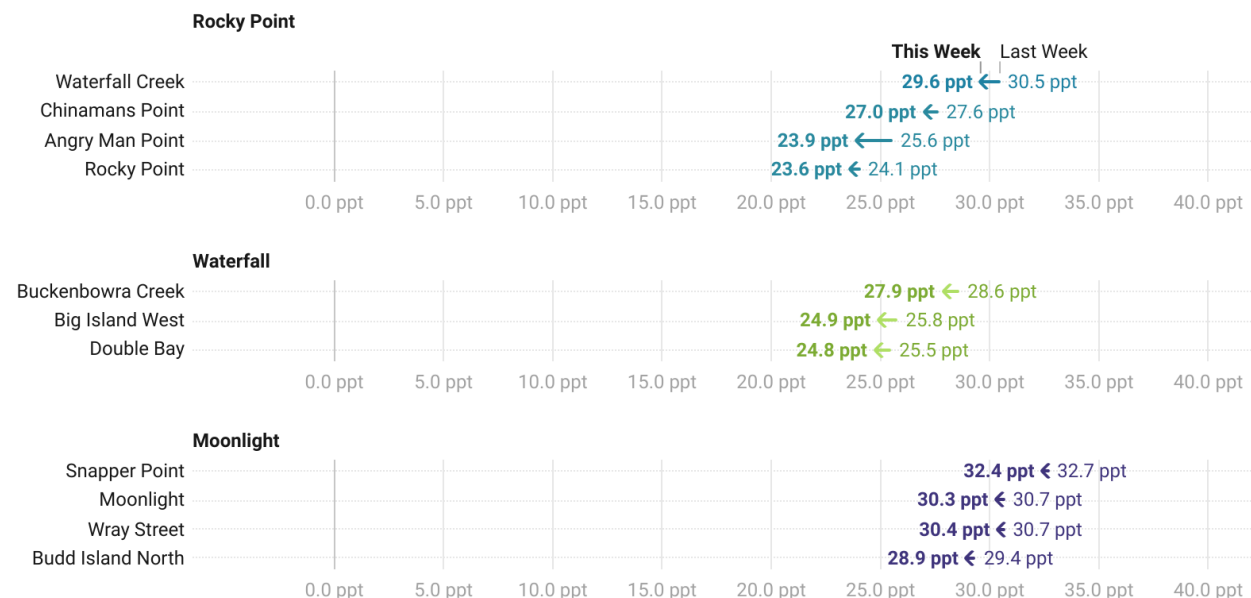 Rocky Point
This Week Last Week
Waterfall Creek 29.6 ppt 30.5 ppt
Chinamans Point 27.0 ppt 27.6 ppt
Angry Man Point 23.9 ppt 25.6 ppt
Rocky Point 23.6 ppt 24.1 ppt
0.0 ppt 5.0 ppt 10.0 ppt 15.0 ppt 20.0 ppt 25.0 ppt 30.0 ppt 35.0 ppt 40.0 ppt
Waterfall
Buckenbowra Creek 27.9 ppt 28.6 ppt
Big Island West 24.9 ppt 25.8 ppt
Double Bay 24.8 ppt 25.5 ppt
0.0 ppt 5.0 ppt 10.0 ppt 15.0 ppt 20.0 ppt 25.0 ppt 30.0 ppt 35.0 ppt 40.0 ppt
Moonlight
Snapper Point 32.4 ppt 32.7 ppt
Moonlight 30.3 ppt 30.7 ppt
Wray Street 30.4 ppt 30.7 ppt
Budd Island North 28.9 ppt 29.4 ppt
0.0 ppt 5.0 ppt 10.0 ppt 15.0 ppt 20.0 ppt 25.0 ppt 30.0 ppt 35.0 ppt 40.0 ppt